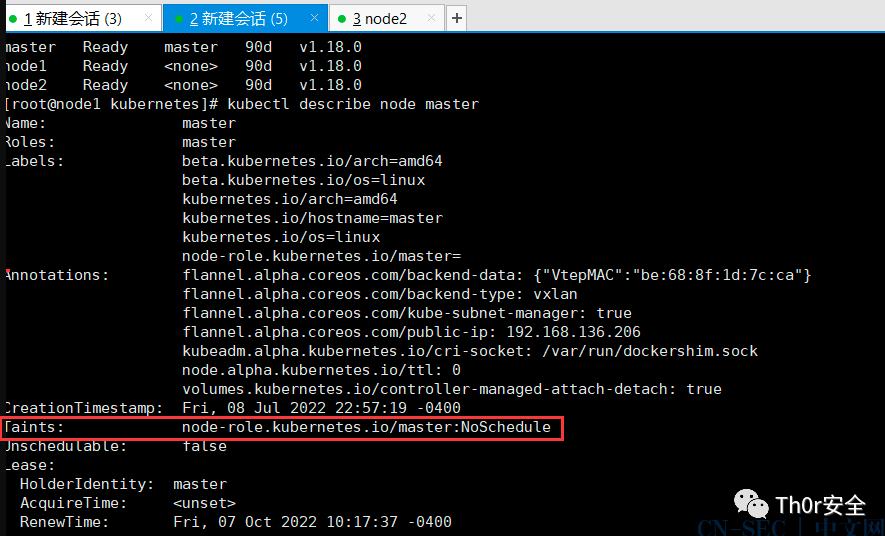 1 新建会话 (3) × 2 新建会话 (5) × 3 node2 × +
master Ready master 90d v1.18.0
node1 Ready <none> 90d v1.18.0
node2 Ready <none> 90d v1.18.0
[root@node1 kubernetes]# kubectl describe node master
Name: master
Roles: master
Labels: beta.kubernetes.io/arch=amd64
beta.kubernetes.io/os=linux
kubernetes.io/arch=amd64
kubernetes.io/hostname=master
kubernetes.io/os=linux
node-role.kubernetes.io/master=
Annotations: flannel.alpha.coreos.com/backend-data: {"VtepMAC":"be:68:8f:1d:7c:ca"}
flannel.alpha.coreos.com/backend-type: vxlan
flannel.alpha.coreos.com/kube-subnet-manager: true
flannel.alpha.coreos.com/public-ip: 192.168.136.206
kubeadm.alpha.kubernetes.io/cri-socket: /var/run/dockershim.sock
node.alpha.kubernetes.io/ttl: 0
volumes.kubernetes.io/controller-managed-attach-detach: true
CreationTimestamp: Fri, 08 Jul 2022 22:57:19 -0400
Taints: node-role.kubernetes.io/master:NoSchedule
Unschedulable: false
Lease:
HolderIdentity: master
AcquireTime: <unset>
RenewTime: Fri, 07 Oct 2022 10:17:37 -0400
Th0r安全
CN-SEC | 中文网